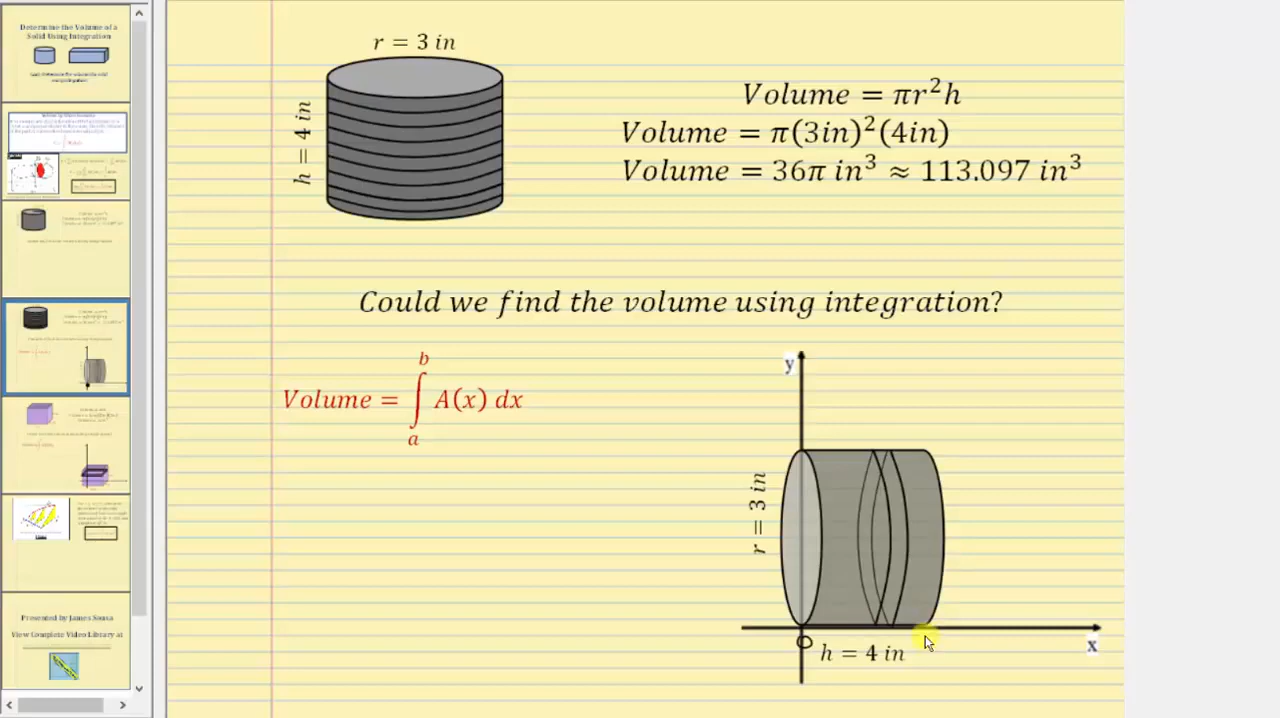 Determine the Volume of a
Solid Using Integration
r = 3 in
h = 4 in
Volume = πr²h
Volume = π(3in)²(4in)
Volume = 36π in³ ≈ 113.097 in³
Could we find the volume using integration?
Volume = ∫ₐᵇ A(x) dx
y
r = 3 in
0
h = 4 in
x
Presented by James Sousa
View Complete Video Library at